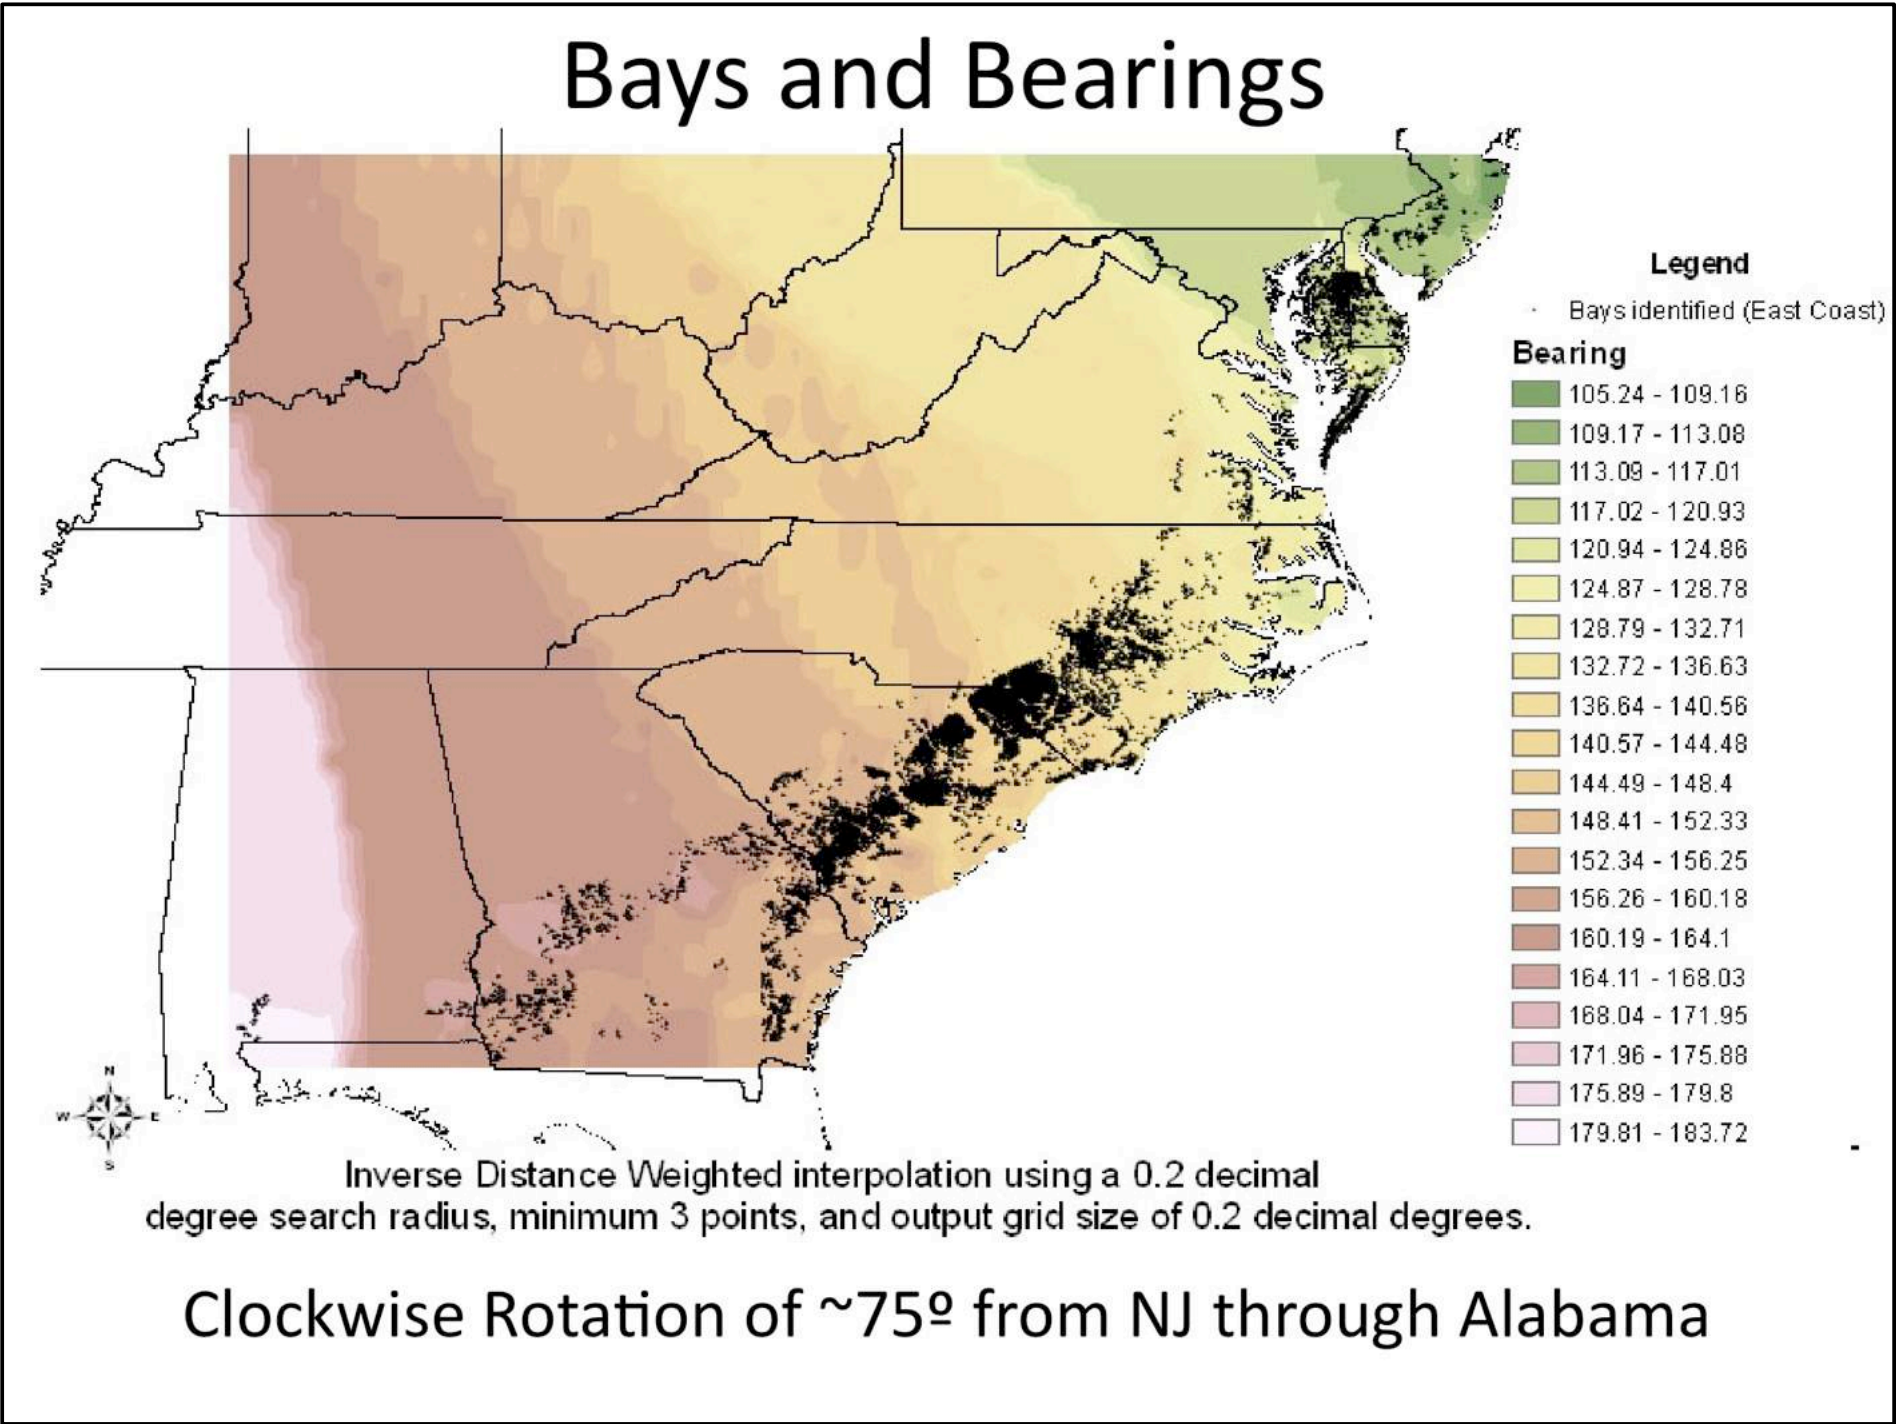 Bays and Bearings
Legend
Bays identified (East Coast)
Bearing
105.24 - 109.16
109.17 - 113.08
113.09 - 117.01
117.02 - 120.93
120.94 - 124.86
124.87 - 128.78
128.79 - 132.71
132.72 - 136.63
136.64 - 140.56
140.57 - 144.48
144.49 - 148.4
148.41 - 152.33
152.34 - 156.25
156.26 - 160.18
160.19 - 164.1
164.11 - 168.03
168.04 - 171.95
171.96 - 175.88
175.89 - 179.8
179.81 - 183.72
N
W E
S
Inverse Distance Weighted interpolation using a 0.2 decimal
degree search radius, minimum 3 points, and output grid size of 0.2 decimal degrees.
Clockwise Rotation of ~75º from NJ through Alabama